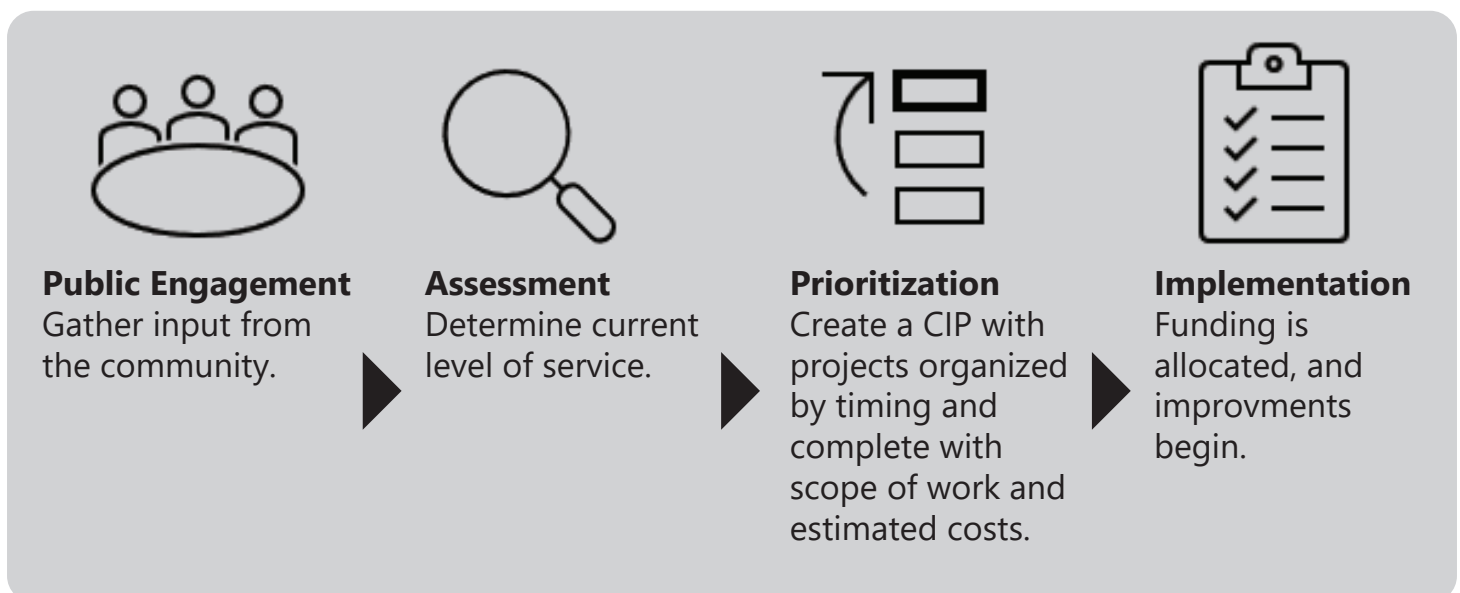 Public Engagement
Gather input from
the community.
Assessment
Determine current
level of service.
Prioritization
Create a CIP with
projects organized
by timing and
complete with
scope of work and
estimated costs.
Implementation
Funding is
allocated, and
improvments
begin.